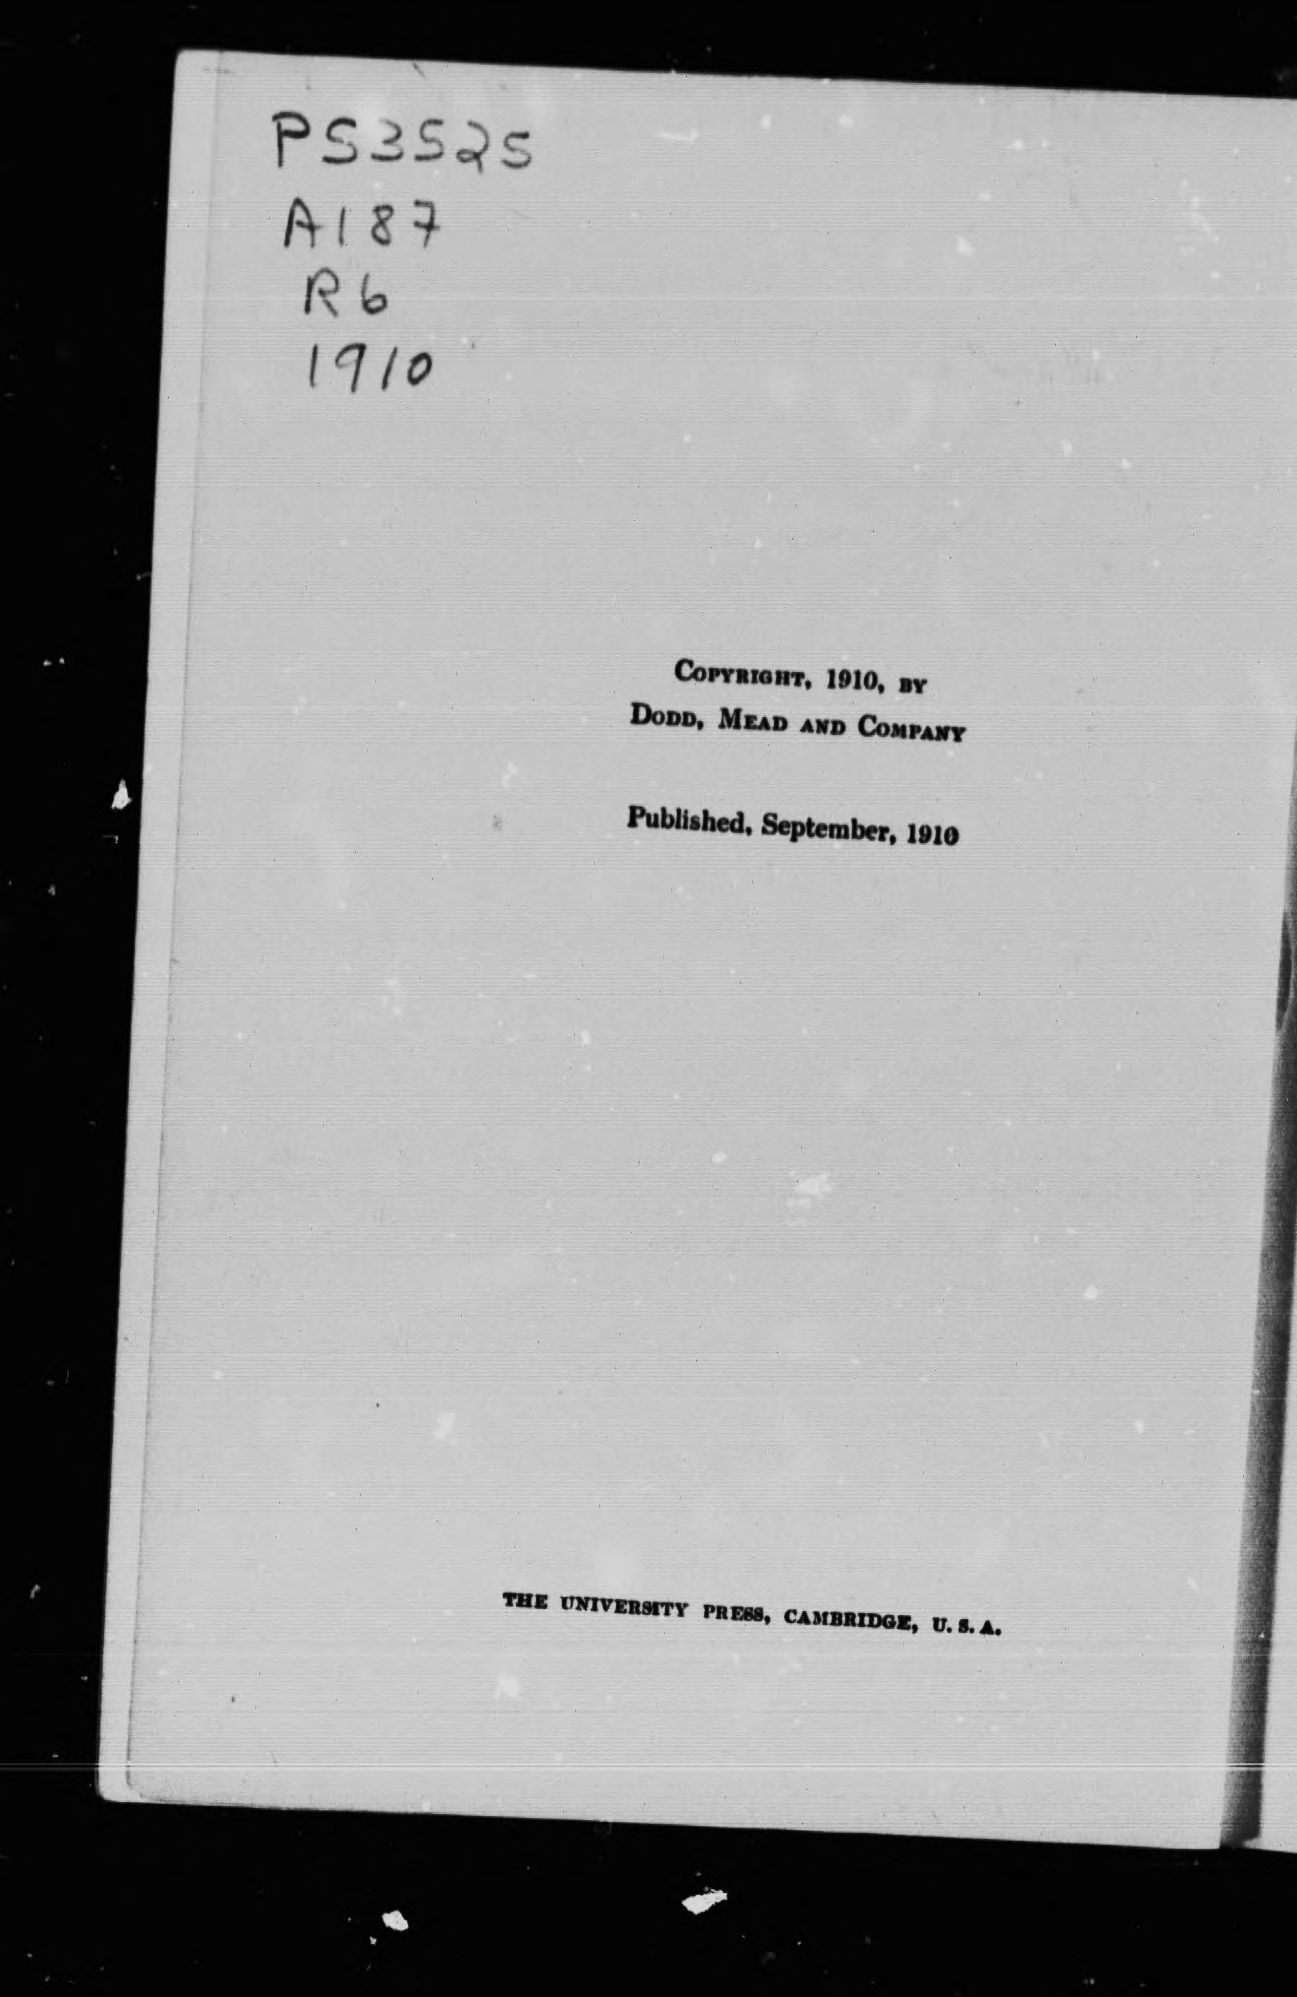 PS3525
A187
R6
1910
COPYRIGHT, 1910, BY
DODD, MEAD AND COMPANY
Published, September, 1910
THE UNIVERSITY PRESS, CAMBRIDGE, U. S. A.